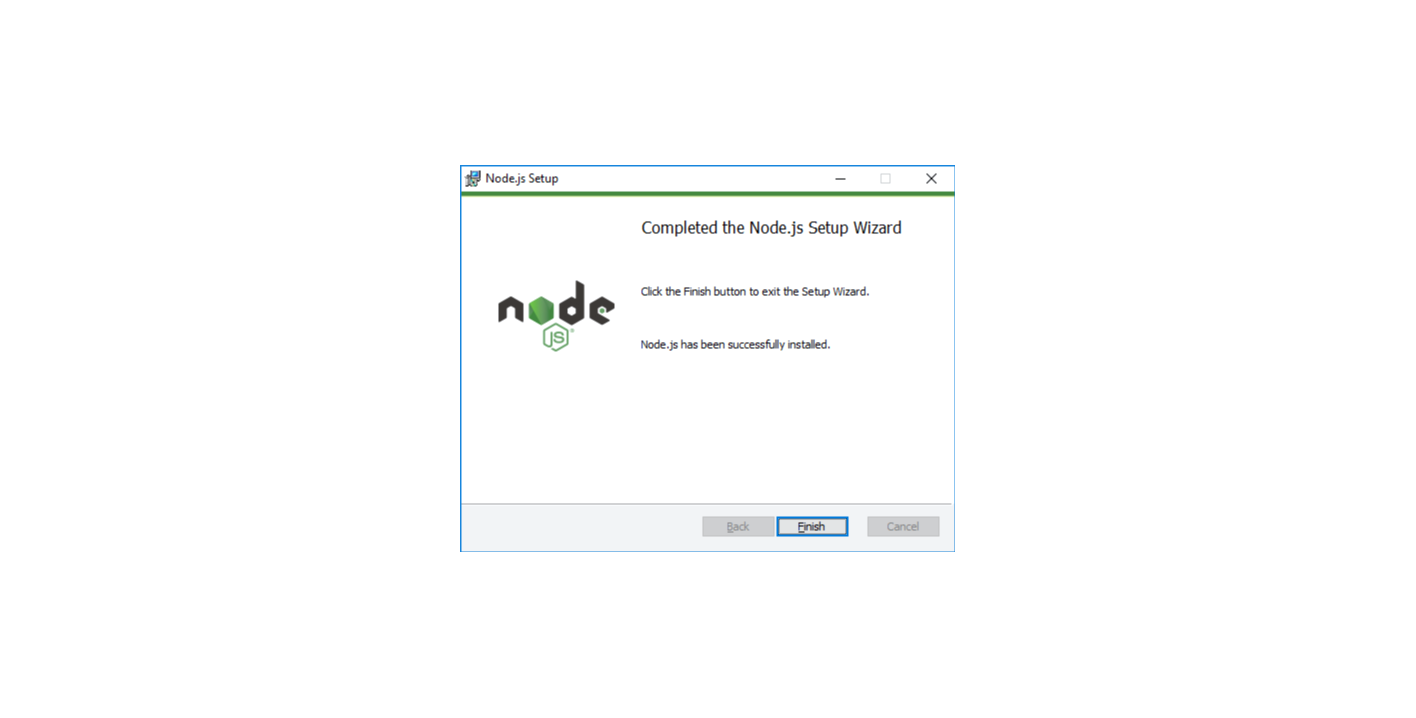 Node.js Setup
Completed the Node.js Setup Wizard
Click the Finish button to exit the Setup Wizard.
node
JS
Node.js has been successfully installed.
Back Finish Cancel